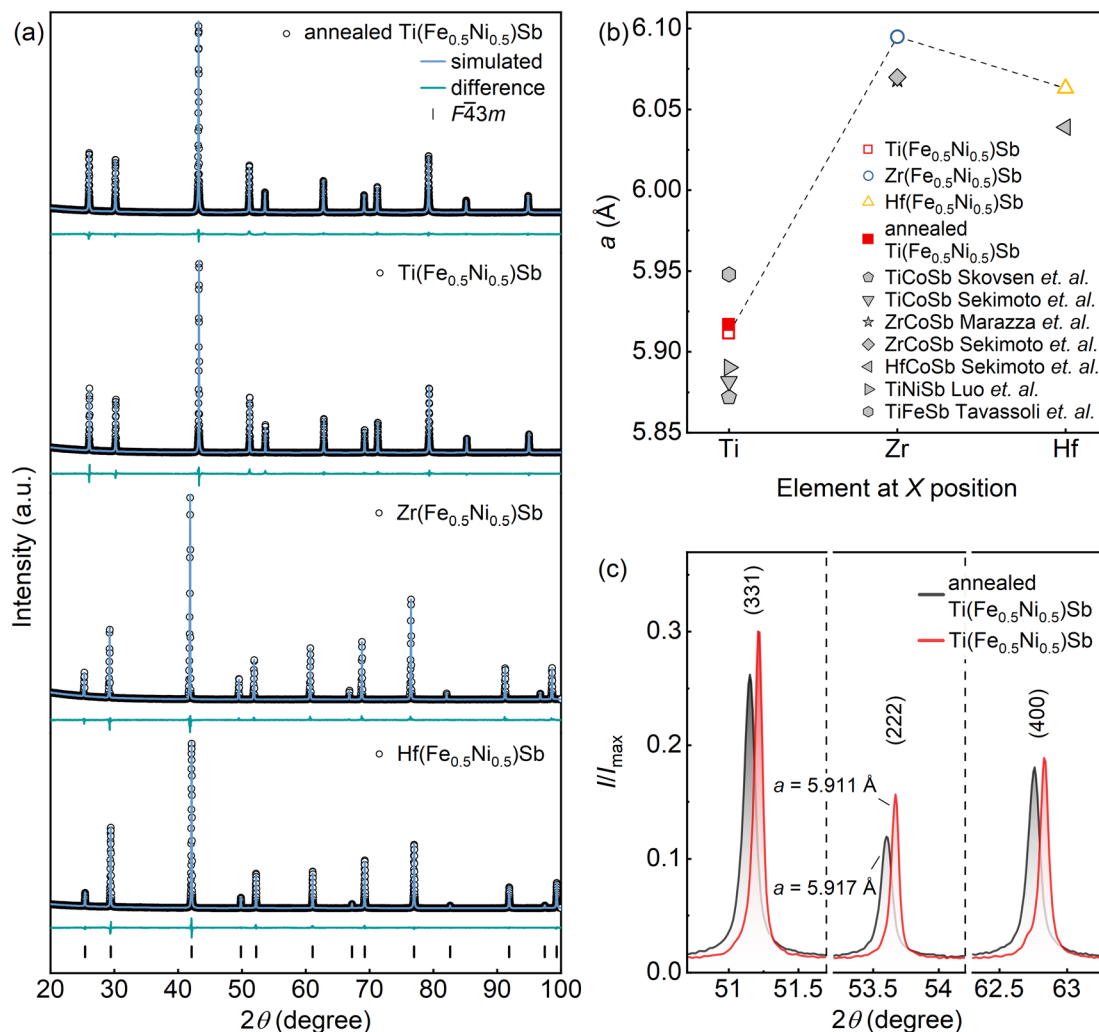 (a)
annealed Ti(Fe0.5Ni0.5)Sb
simulated
difference
F4̅3m
Ti(Fe0.5Ni0.5)Sb
Zr(Fe0.5Ni0.5)Sb
Hf(Fe0.5Ni0.5)Sb
Intensity (a.u.)
20 30 40 50 60 70 80 90 100
2θ (degree)
(b)
6.10
6.05
6.00
5.95
5.90
5.85
a (Å)
Ti(Fe0.5Ni0.5)Sb
Zr(Fe0.5Ni0.5)Sb
Hf(Fe0.5Ni0.5)Sb
annealed
Ti(Fe0.5Ni0.5)Sb
TiCoSb Skovsen et. al.
TiCoSb Sekimoto et. al.
ZrCoSb Marazza et. al.
ZrCoSb Sekimoto et. al.
HfCoSb Sekimoto et. al.
TiNiSb Luo et. al.
TiFeSb Tavassoli et. al.
Ti Zr Hf
Element at X position
(c)
(331)
(222)
(400)
annealed
Ti(Fe0.5Ni0.5)Sb
Ti(Fe0.5Ni0.5)Sb
a = 5.911 Å
a = 5.917 Å
0.3
0.2
0.1
0.0
I/Imax
51 51.5 53.5 54 62.5 63
2θ (degree)